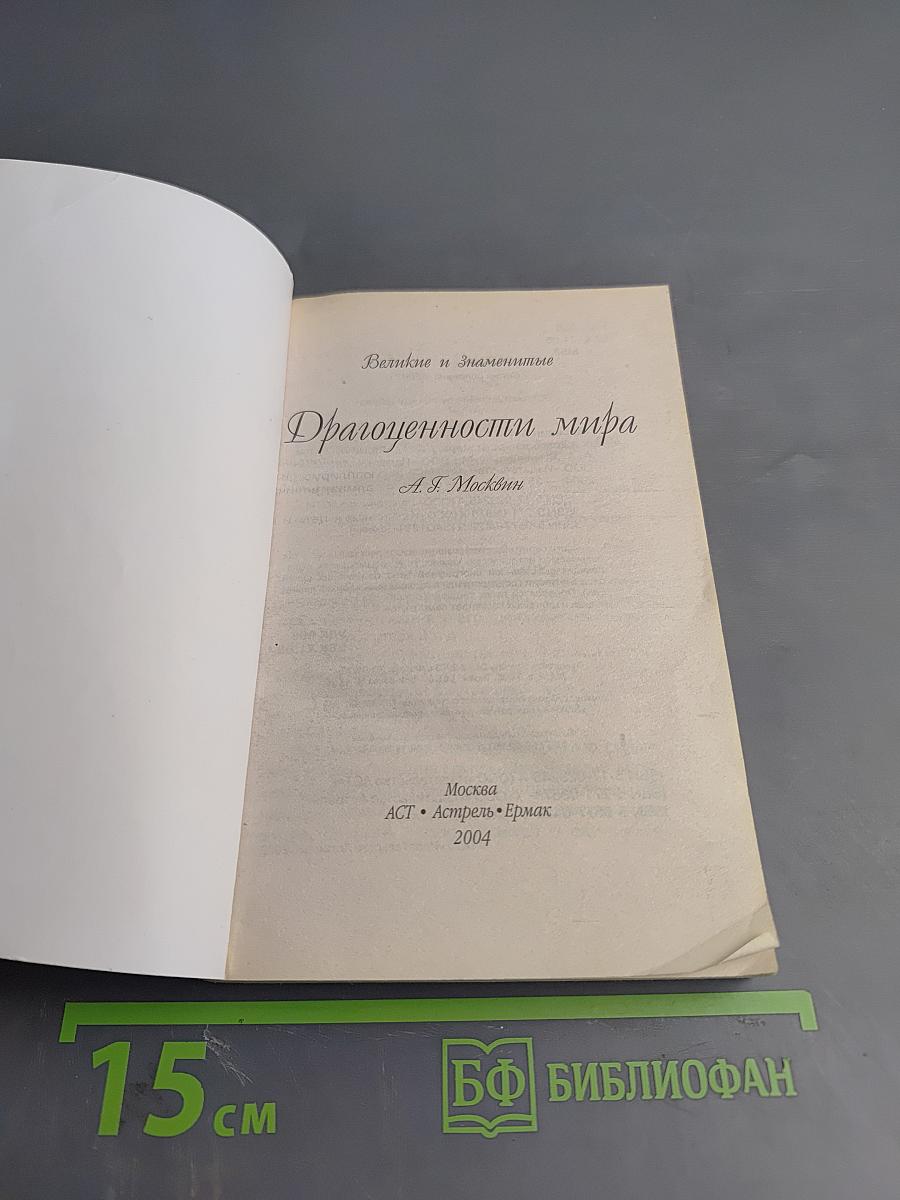 Великие и знаменитые
Драгоценности мира
А. Г. Москвин
Москва
АСТ • Астрель • Ермак
2004
15 см
БФ БИБЛИОФАН